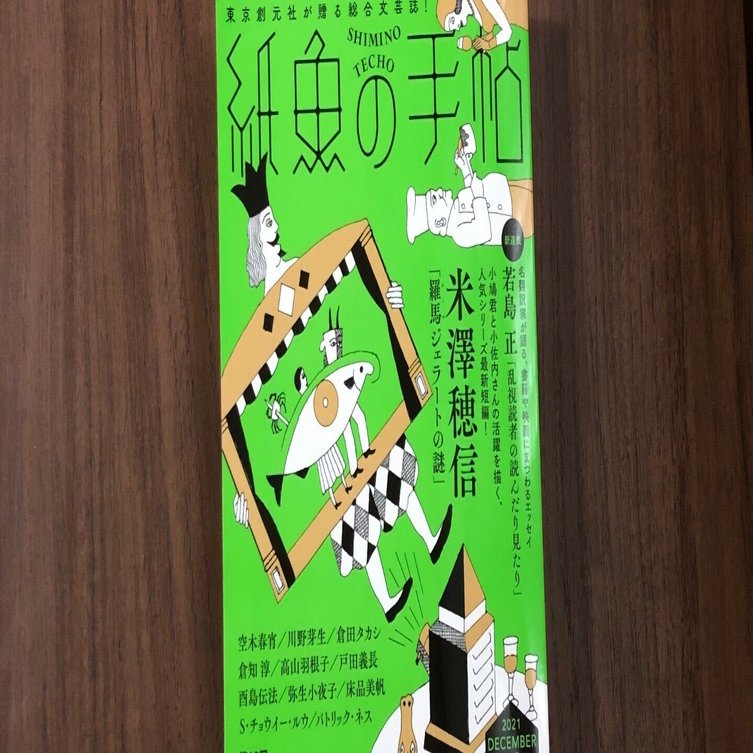 東京創元社が贈る総合文芸誌!
SHIMINO
TECHO
紙魚の手帖
新連載
名翻訳家が語る、書籍や映画にまつわるエッセイ
若島 正「乱視読者の読んだり見たり」
小鳩君と小佐内さんの活躍を描く、
人気シリーズ最新短編!
米澤穂信
「羅馬ジェラートの謎」
空木春宵/川野芽生/倉田タカシ
倉知 淳/高山羽根子/戸田義長
酉島伝法/弥生小夜子/床品美帆
S・チョウイー・ルウ/パトリック・ネス
2021
DECEMBER